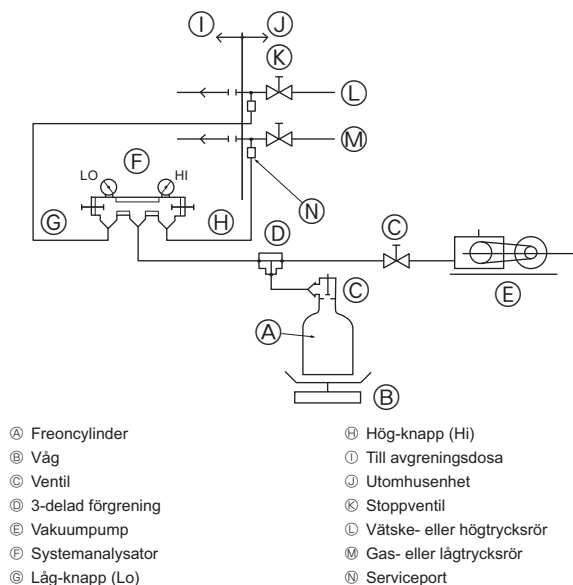 Ⓘ Ⓙ
Ⓚ
Ⓛ
Ⓜ
Ⓕ
LO HI
Ⓖ Ⓗ Ⓝ
Ⓓ Ⓒ
Ⓒ Ⓔ
Ⓐ
Ⓑ
Ⓐ Freoncylinder
Ⓑ Våg
Ⓒ Ventil
Ⓓ 3-delad förgrening
Ⓔ Vakuumpump
Ⓕ Systemanalysator
Ⓖ Låg-knapp (Lo)
Ⓗ Hög-knapp (Hi)
Ⓘ Till avgreningsdosa
Ⓙ Utomhusenhet
Ⓚ Stoppventil
Ⓛ Vätske- eller högtrycksrör
Ⓜ Gas- eller lågtrycksrör
Ⓝ Serviceport